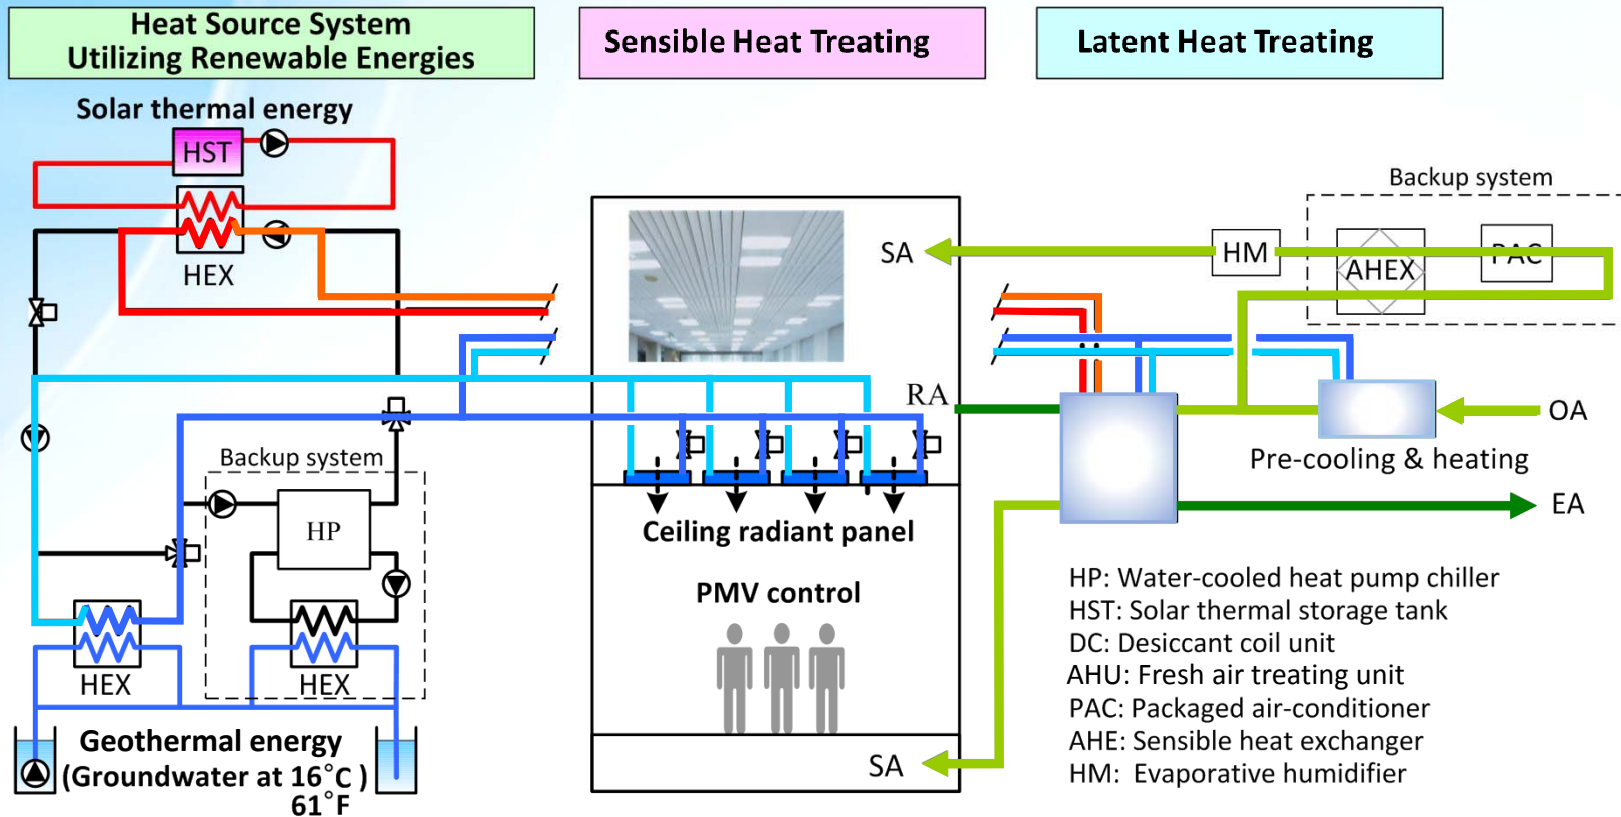 Heat Source System
Utilizing Renewable Energies
Sensible Heat Treating
Latent Heat Treating
Solar thermal energy
HST
HEX
Backup system
SA
HM
AHEX
PAC
RA
OA
Pre-cooling & heating
EA
Backup system
HP
HEX
HEX
Ceiling radiant panel
PMV control
SA
Geothermal energy
(Groundwater at 16°C )
61°F
HP: Water-cooled heat pump chiller
HST: Solar thermal storage tank
DC: Desiccant coil unit
AHU: Fresh air treating unit
PAC: Packaged air-conditioner
AHE: Sensible heat exchanger
HM: Evaporative humidifier